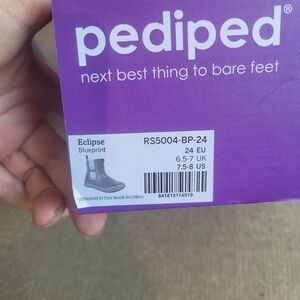 pediped®
next best thing to bare feet
Eclipse
Blueprint
RS5004-BP-24
24 EU
6.5-7 UK
7.5-8 US
DESIGNED IN USA MADE IN CHINA
841815114519